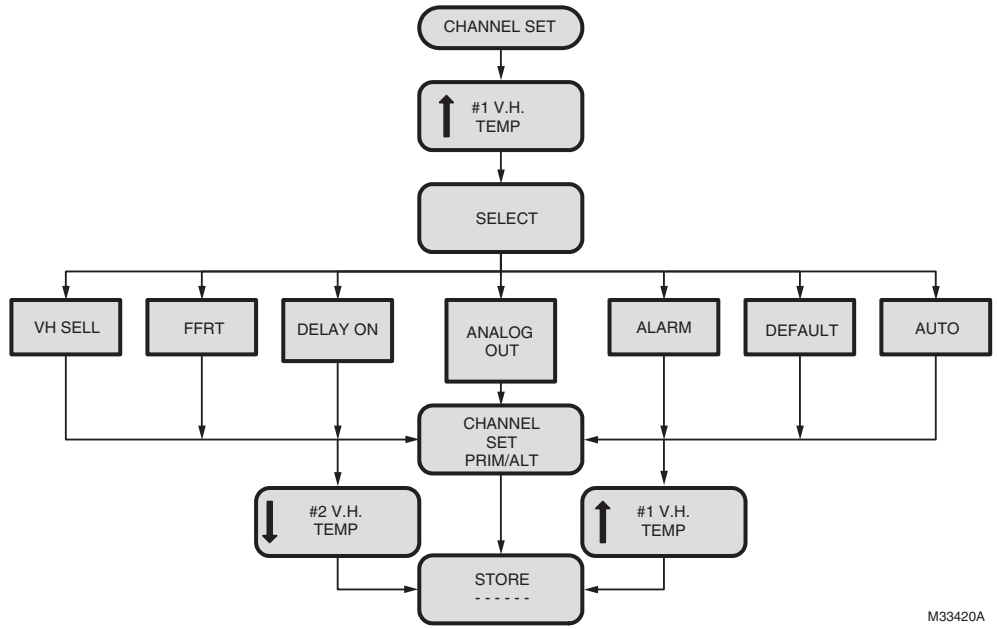 CHANNEL SET
#1 V.H.
TEMP
SELECT
VH SELL
FFRT
DELAY ON
ANALOG
OUT
ALARM
DEFAULT
AUTO
CHANNEL
SET
PRIM/ALT
#2 V.H.
TEMP
#1 V.H.
TEMP
STORE
- - - - - -
M33420A